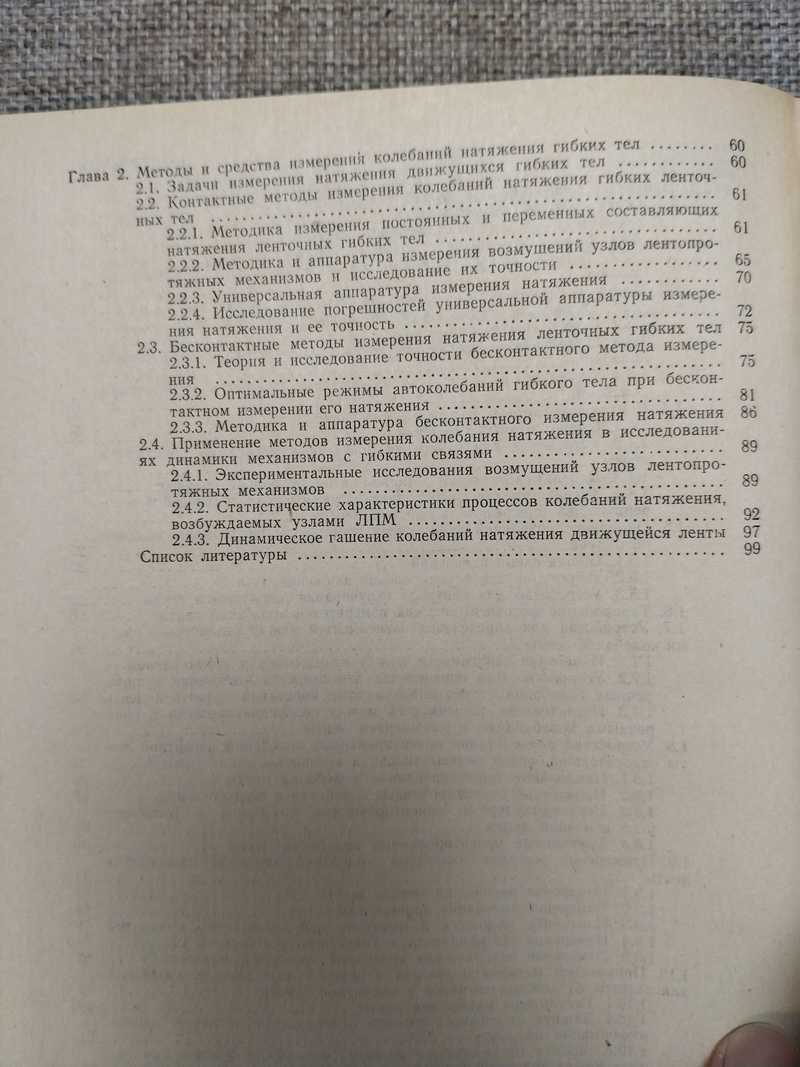 Глава 2. Методы и средства измерений колебаний натяжения гибких тел ........ 60
2.1. Задачи измерения натяжения движущихся гибких тел ............ 60
2.2. Контактные методы измерений колебаний натяжения гибких ленточ-
ных тел ............ 61
2.2.1. Методика измерения постоянных и переменных составляющих
натяжения ленточных гибких тел ............ 61
2.2.2. Методика и аппаратура измерения возмущений узлов лентопро-
тяжных механизмов и исследование их точности ............ 65
2.2.3. Универсальная аппаратура измерения натяжения ............ 70
2.2.4. Исследование погрешностей универсальной аппаратуры измере-
ния натяжения и ее точность ............ 72
2.3. Бесконтактные методы измерения натяжения ленточных гибких тел 75
2.3.1. Теория и исследование точности бесконтактного метода измере-
ния ............ 75
2.3.2. Оптимальные режимы автоколебаний гибкого тела при бескон-
тактном измерении его натяжения ............ 81
2.3.3. Методика и аппаратура бесконтактного измерения натяжения 86
2.4. Применение методов измерения колебания натяжения в исследовани-
ях динамики механизмов с гибкими связями ............ 89
2.4.1. Экспериментальные исследования возмущений узлов лентопро-
тяжных механизмов ............ 89
2.4.2. Статистические характеристики процессов колебаний натяжения,
возбуждаемых узлами ЛПМ ............ 92
2.4.3. Динамическое гашение колебаний натяжения движущейся ленты 97
Список литературы ............ 99